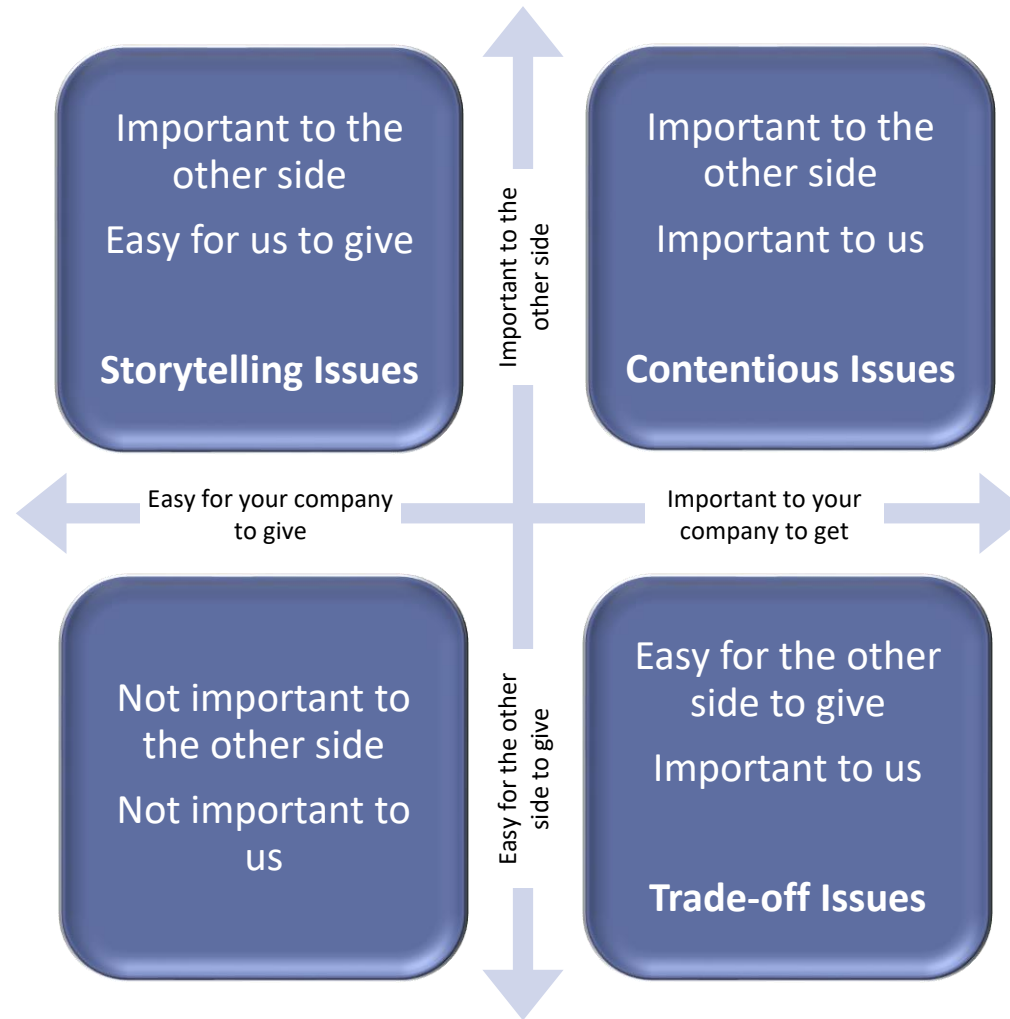 Important to the
other side
Easy for us to give
Storytelling Issues
Important to the
other side
Important to the
other side
Important to us
Contentious Issues
Easy for your company
to give
Important to your
company to get
Not important to
the other side
Not important to
us
Easy for the other
side to give
Easy for the other
side to give
Important to us
Trade-off Issues